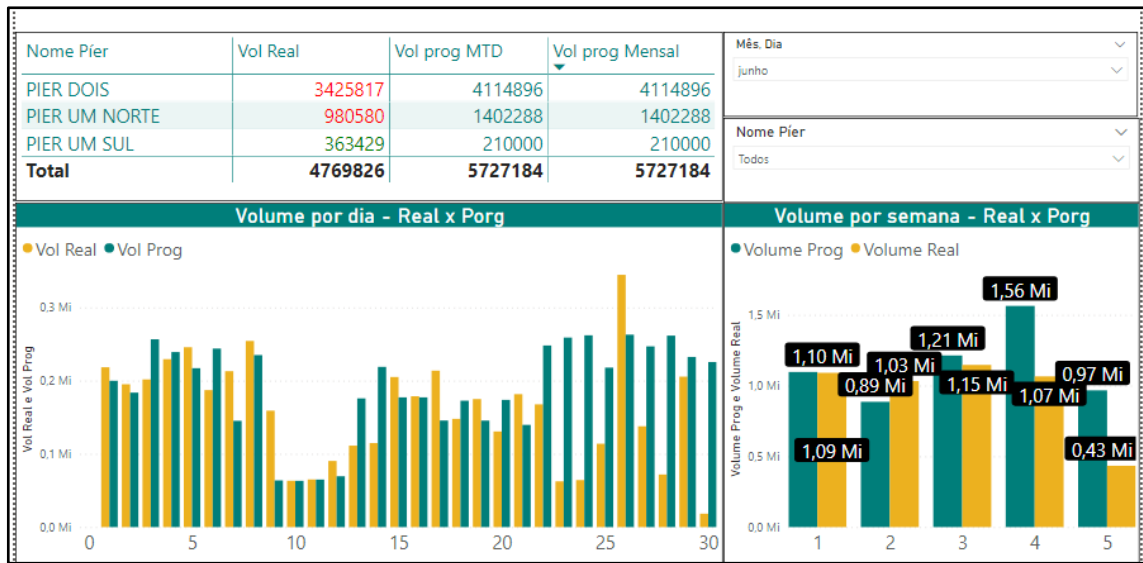 Nome Píer Vol Real Vol prog MTD Vol prog Mensal
PIER DOIS 3425817 4114896 4114896
PIER UM NORTE 980580 1402288 1402288
PIER UM SUL 363429 210000 210000
Total 4769826 5727184 5727184
Mês, Dia
junho
Nome Píer
Todos
Volume por dia - Real x Porg
Vol Real Vol Prog
Vol Real e Vol Prog
0,3 Mi
0,2 Mi
0,1 Mi
0,0 Mi
0 5 10 15 20 25 30
Volume por semana - Real x Porg
Volume Prog Volume Real
Volume Prog e Volume Real
1,5 Mi
1,0 Mi
0,5 Mi
0,0 Mi
1,10 Mi
1,09 Mi
0,89 Mi
1,03 Mi
1,21 Mi
1,15 Mi
1,56 Mi
1,07 Mi
0,97 Mi
0,43 Mi
1 2 3 4 5